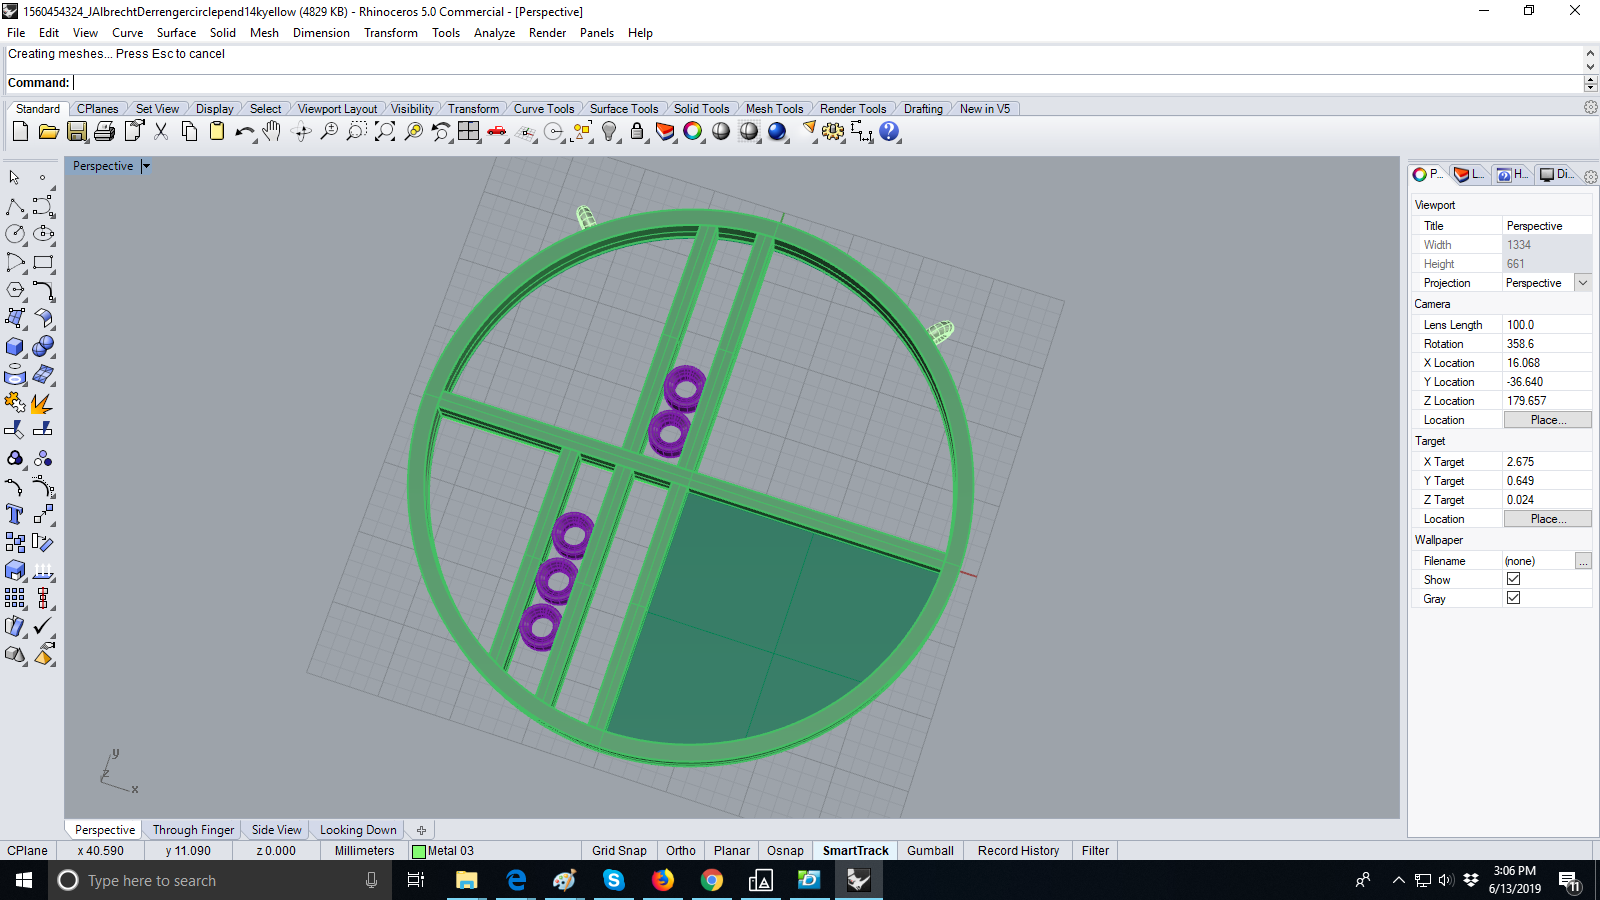 1560454324_JAlbrechtDerrengercirclepend14kyellow (4829 KB) - Rhinoceros 5.0 Commercial - [Perspective]
File Edit View Curve Surface Solid Mesh Dimension Transform Tools Analyze Render Panels Help
Creating meshes... Press Esc to cancel
Command:
Standard CPlanes Set View Display Select Viewport Layout Visibility Transform Curve Tools Surface Tools Solid Tools Mesh Tools Render Tools Drafting New in V5
Perspective
P... L... H... Di...
Viewport
Title Perspective
Width 1334
Height 661
Projection Perspective
Camera
Lens Length 100.0
Rotation 358.6
X Location 16.068
Y Location -36.640
Z Location 179.657
Location Place...
Target
X Target 2.675
Y Target 0.649
Z Target 0.024
Location Place...
Wallpaper
Filename (none) ...
Show
Gray
y
z
x
Perspective Through Finger Side View Looking Down
CPlane x 40.590 y 11.090 z 0.000 Millimeters Metal 03 Grid Snap Ortho Planar Osnap SmartTrack Gumball Record History Filter
Type here to search
3:06 PM
6/13/2019
11